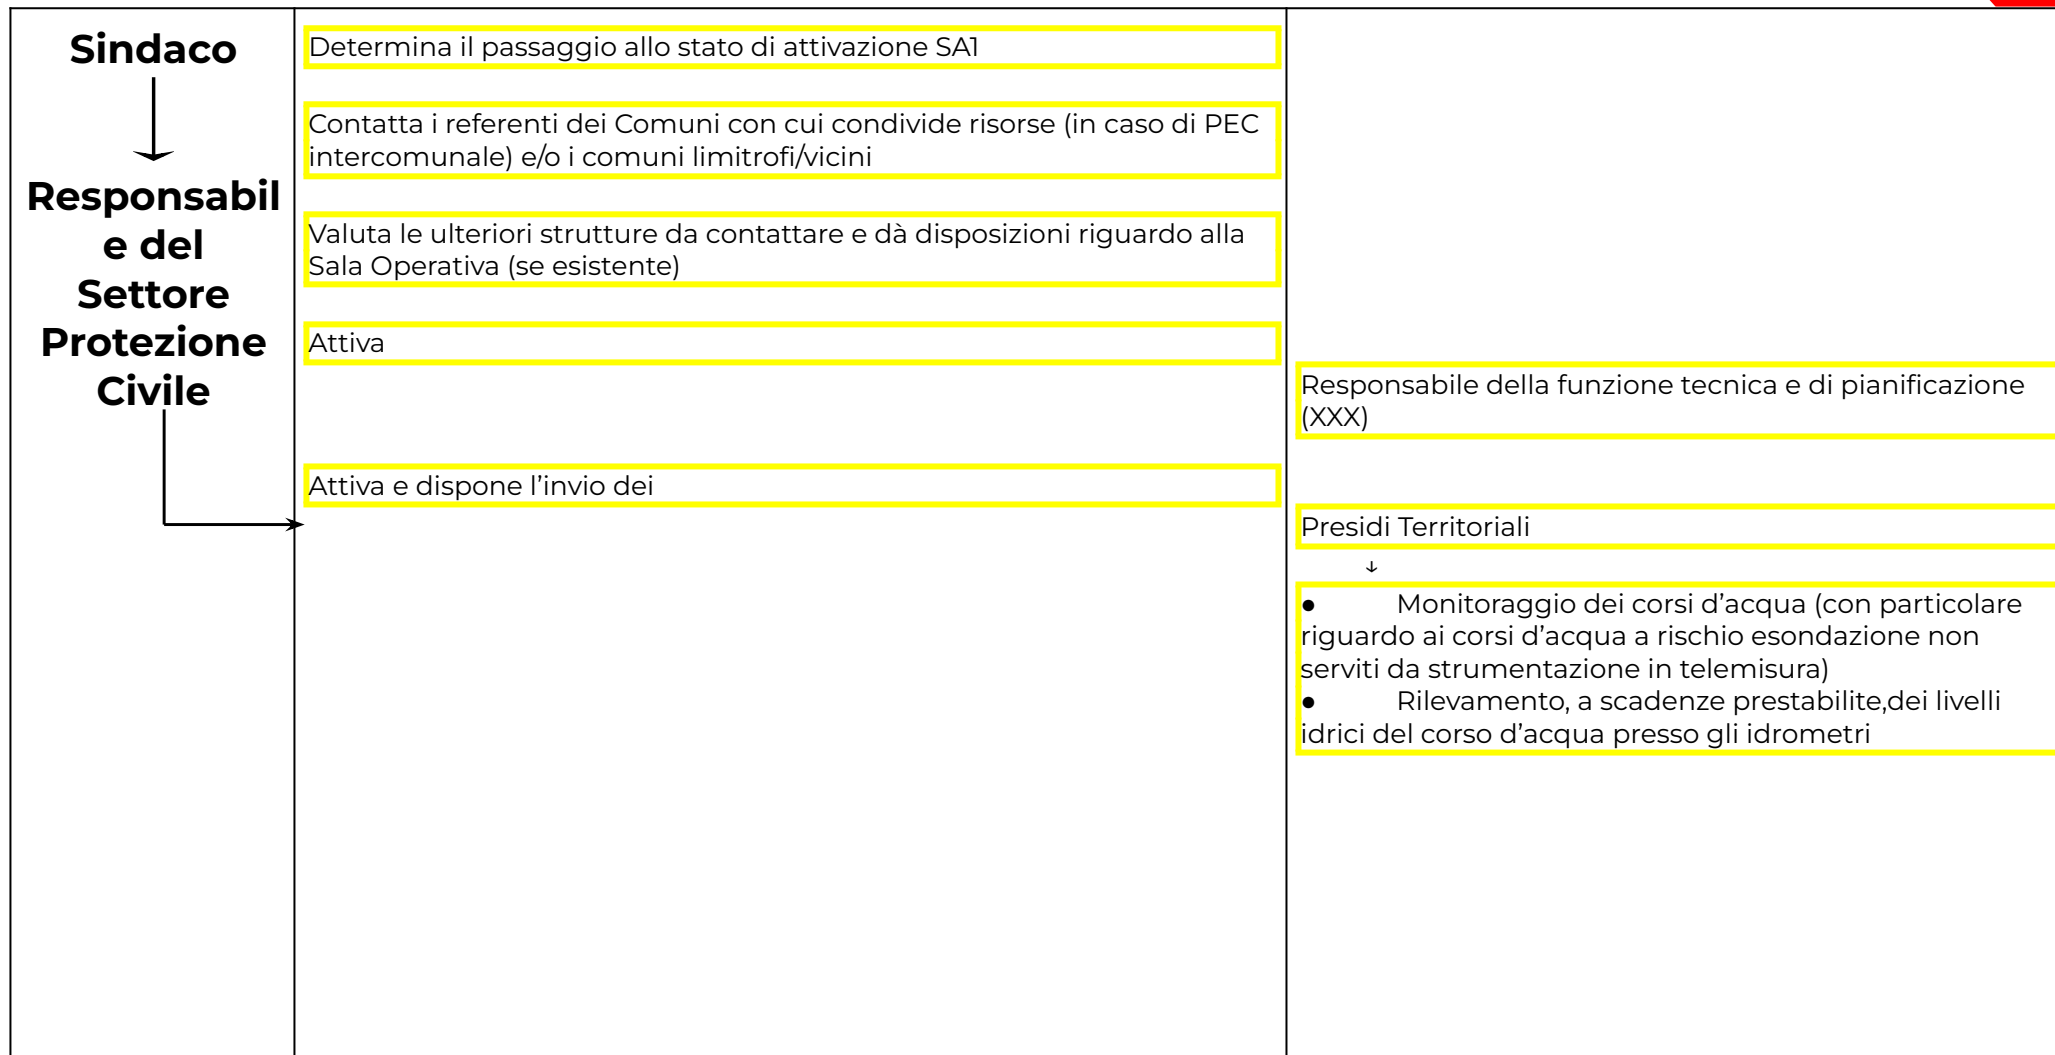 Sindaco
Responsabil
e del
Settore
Protezione
Civile
Determina il passaggio allo stato di attivazione SA1
Contatta i referenti dei Comuni con cui condivide risorse (in caso di PEC
intercomunale) e/o i comuni limitrofi/vicini
Valuta le ulteriori strutture da contattare e dà disposizioni riguardo alla
Sala Operativa (se esistente)
Attiva
Responsabile della funzione tecnica e di pianificazione
(XXX)
Attiva e dispone l’invio dei
Presidi Territoriali
↓
● Monitoraggio dei corsi d’acqua (con particolare
riguardo ai corsi d’acqua a rischio esondazione non
serviti da strumentazione in telemisura)
● Rilevamento, a scadenze prestabilite,dei livelli
idrici del corso d’acqua presso gli idrometri